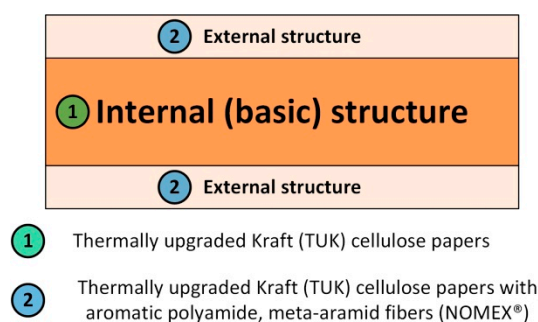 2 External structure
1 Internal (basic) structure
2 External structure
1 Thermally upgraded Kraft (TUK) cellulose papers
2 Thermally upgraded Kraft (TUK) cellulose papers with
aromatic polyamide, meta-aramid fibers (NOMEX®)